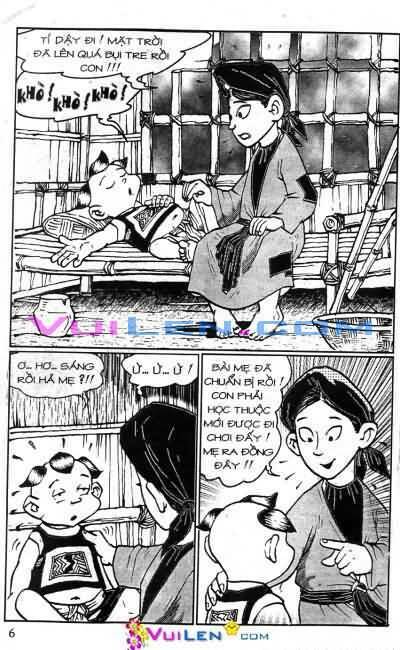 TÍ DẬY ĐI ! MẶT TRỜI
ĐÃ LÊN QUÁ BỤI TRE RỒI
CON !!!
KHÒ ! KHÒ ! KHÒ !
VUILEN.COM
Ơ... HƠ... SÁNG
RỒI HẢ MẸ ?!!
Ừ... Ừ... Ừ !
BÀI MẸ ĐÃ
CHUẨN BỊ RỒI !
CON PHẢI
HỌC THUỘC
MỚI ĐƯỢC ĐI
CHƠI ĐẤY !
MẸ RA ĐỒNG
ĐÂY !!
6
VUILEN.COM